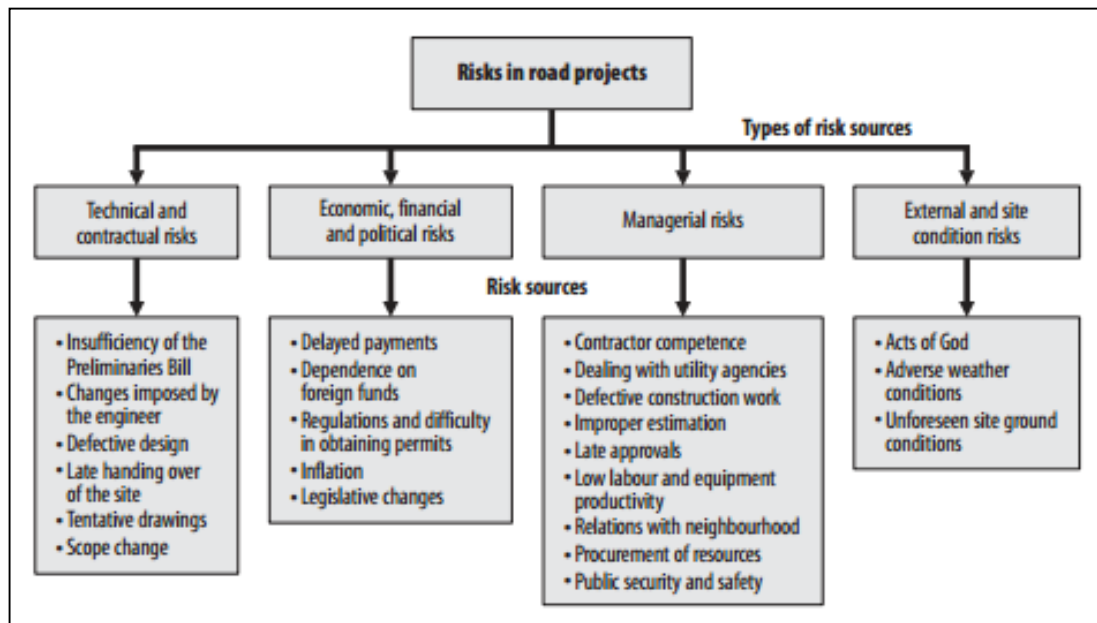 Risks in road projects
Types of risk sources
Technical and
contractual risks
Economic, financial
and political risks
Managerial risks
External and site
condition risks
Risk sources
• Insufficiency of the
Preliminaries Bill
• Changes imposed by
the engineer
• Defective design
• Late handing over
of the site
• Tentative drawings
• Scope change
• Delayed payments
• Dependence on
foreign funds
• Regulations and difficulty
in obtaining permits
• Inflation
• Legislative changes
• Contractor competence
• Dealing with utility agencies
• Defective construction work
• Improper estimation
• Late approvals
• Low labour and equipment
productivity
• Relations with neighbourhood
• Procurement of resources
• Public security and safety
• Acts of God
• Adverse weather
conditions
• Unforeseen site ground
conditions